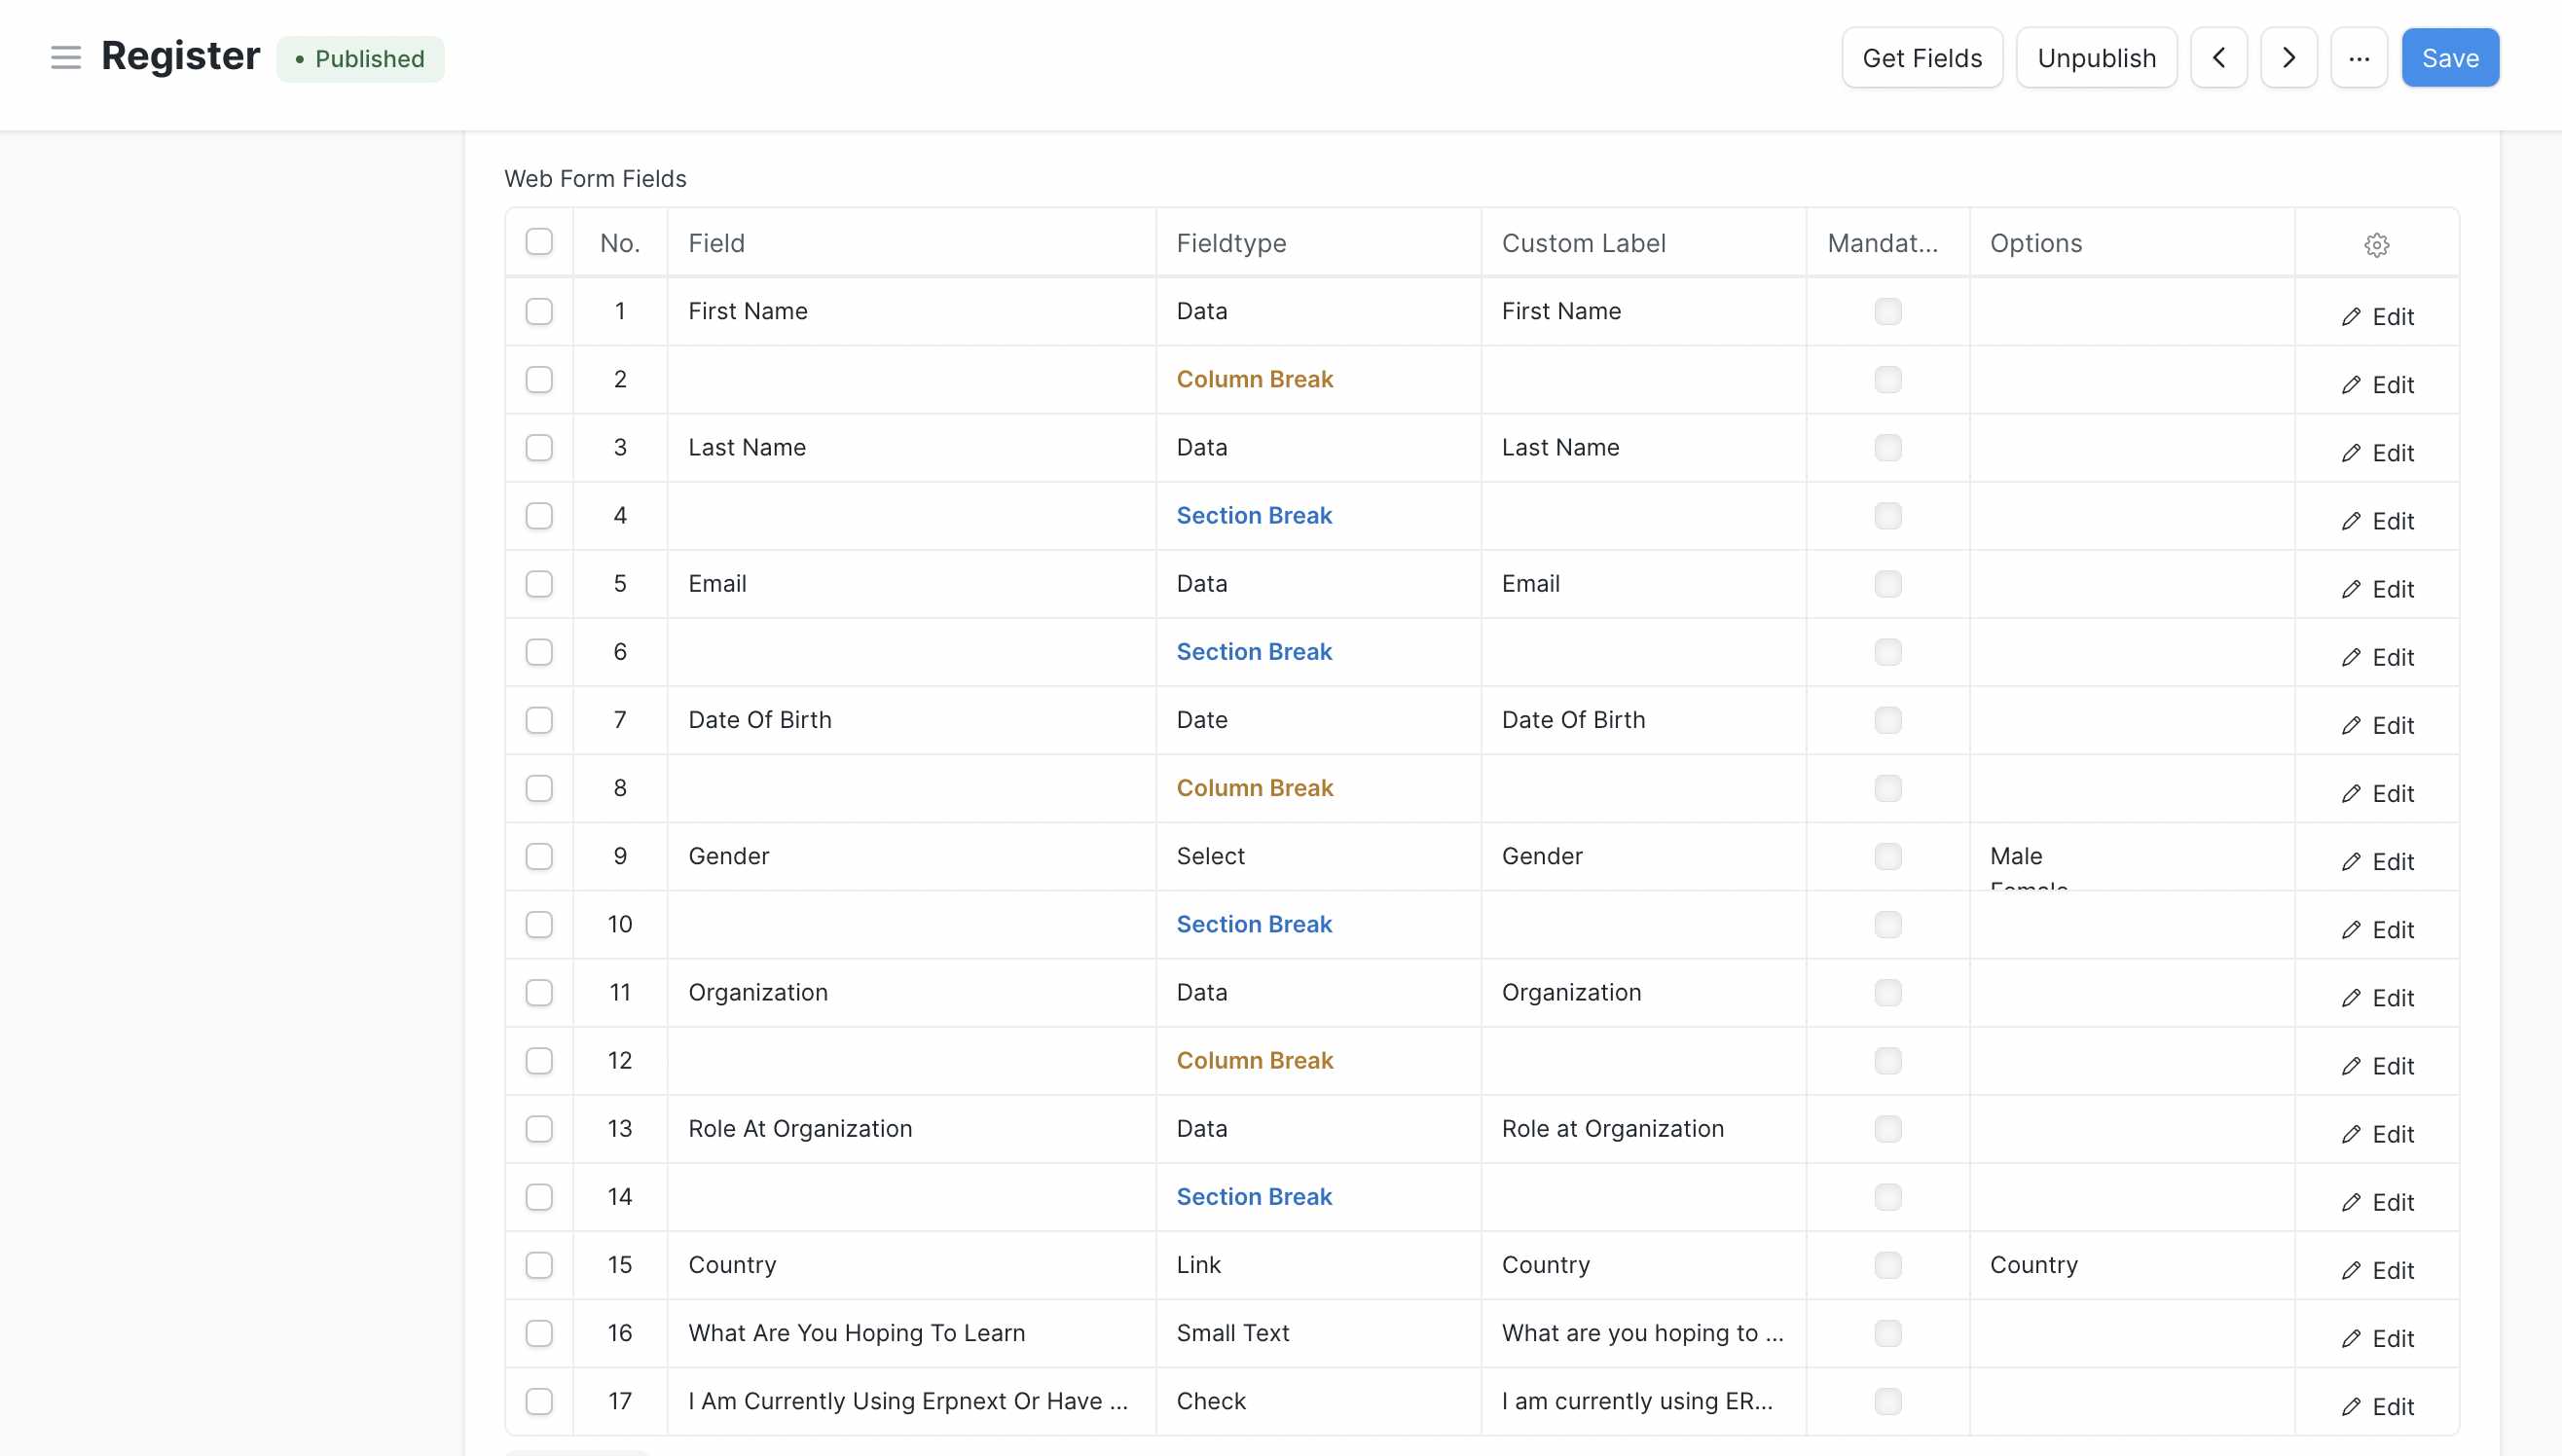 Register • Published Get Fields Unpublish ... Save
Web Form Fields
No. Field Fieldtype Custom Label Mandat... Options
1 First Name Data First Name Edit
2 Column Break Edit
3 Last Name Data Last Name Edit
4 Section Break Edit
5 Email Data Email Edit
6 Section Break Edit
7 Date Of Birth Date Date Of Birth Edit
8 Column Break Edit
9 Gender Select Gender Male Edit
Female
10 Section Break Edit
11 Organization Data Organization Edit
12 Column Break Edit
13 Role At Organization Data Role at Organization Edit
14 Section Break Edit
15 Country Link Country Country Edit
16 What Are You Hoping To Learn Small Text What are you hoping to ... Edit
17 I Am Currently Using Erpnext Or Have ... Check I am currently using ER... Edit